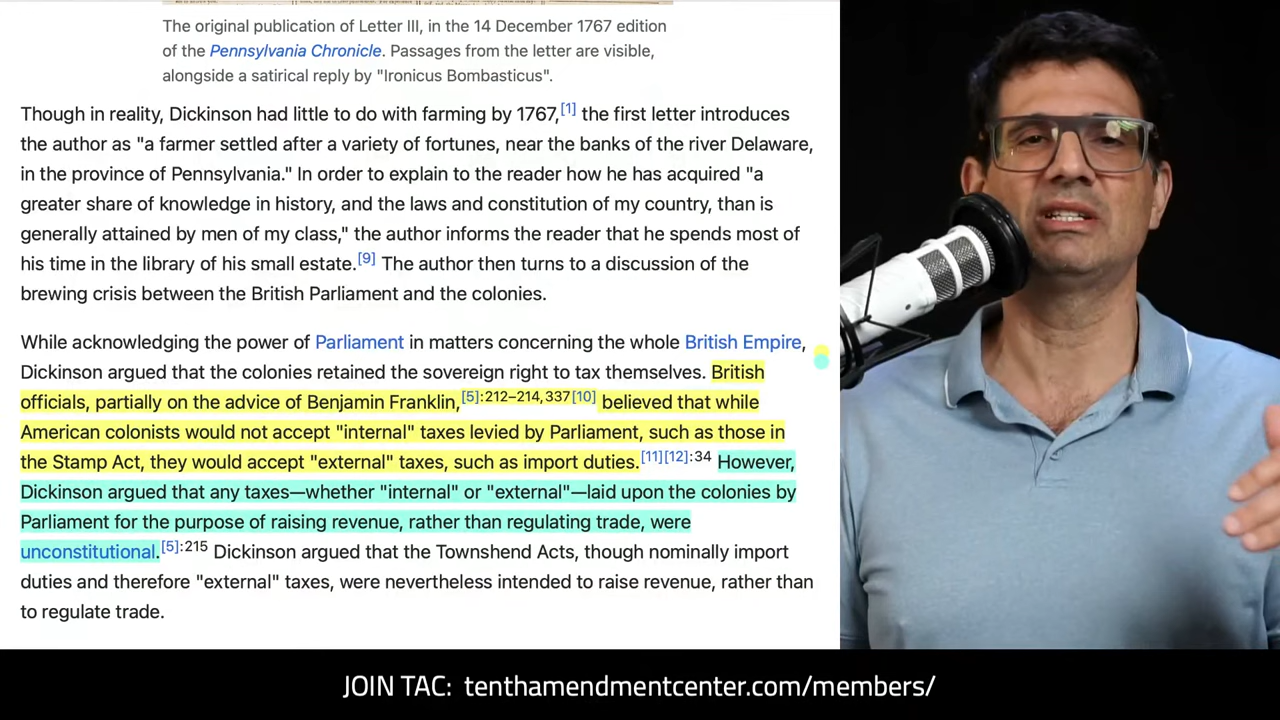 The original publication of Letter III, in the 14 December 1767 edition
of the Pennsylvania Chronicle. Passages from the letter are visible,
alongside a satirical reply by "Ironicus Bombasticus".
Though in reality, Dickinson had little to do with farming by 1767,[1] the first letter introduces
the author as "a farmer settled after a variety of fortunes, near the banks of the river Delaware,
in the province of Pennsylvania." In order to explain to the reader how he has acquired "a
greater share of knowledge in history, and the laws and constitution of my country, than is
generally attained by men of my class," the author informs the reader that he spends most of
his time in the library of his small estate.[9] The author then turns to a discussion of the
brewing crisis between the British Parliament and the colonies.
While acknowledging the power of Parliament in matters concerning the whole British Empire,
Dickinson argued that the colonies retained the sovereign right to tax themselves. British
officials, partially on the advice of Benjamin Franklin,[5]:212–214,337[10] believed that while
American colonists would not accept "internal" taxes levied by Parliament, such as those in
the Stamp Act, they would accept "external" taxes, such as import duties.[11][12]:34 However,
Dickinson argued that any taxes—whether "internal" or "external"—laid upon the colonies by
Parliament for the purpose of raising revenue, rather than regulating trade, were
unconstitutional.[5]:215 Dickinson argued that the Townshend Acts, though nominally import
duties and therefore "external" taxes, were nevertheless intended to raise revenue, rather than
to regulate trade.
JOIN TAC: tenthamendmentcenter.com/members/